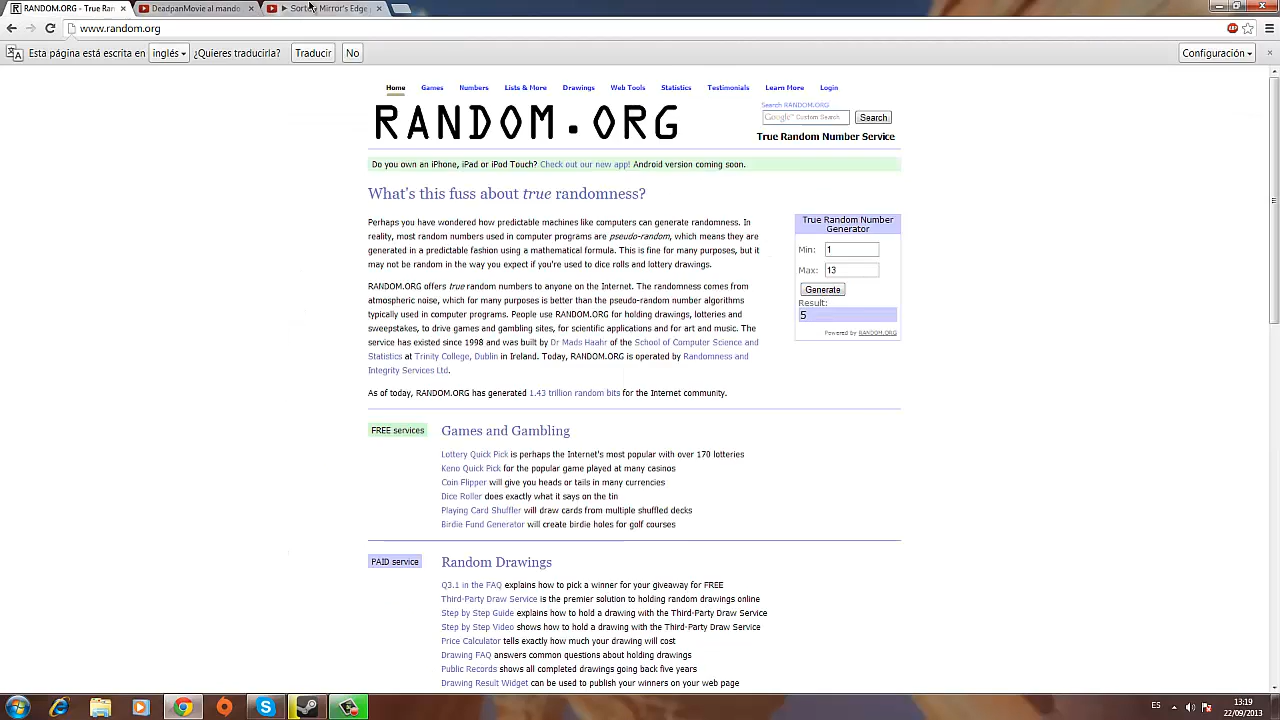 RANDOM.ORG - True Ran
DeadpanMovie al mando
Sorteo Mirror's Edge
www.random.org
Esta página está escrita en inglés ¿Quieres traducirla? Traducir No Configuración
Home Games Numbers Lists & More Drawings Web Tools Statistics Testimonials Learn More Login
RANDOM.ORG
Search RANDOM.ORG
Google™ Custom Search Search
True Random Number Service
Do you own an iPhone, iPad or iPod Touch? Check out our new app! Android version coming soon.
What's this fuss about true randomness?
Perhaps you have wondered how predictable machines like computers can generate randomness. In
reality, most random numbers used in computer programs are pseudo-random, which means they are
generated in a predictable fashion using a mathematical formula. This is fine for many purposes, but it
may not be random in the way you expect if you're used to dice rolls and lottery drawings.
RANDOM.ORG offers true random numbers to anyone on the Internet. The randomness comes from
atmospheric noise, which for many purposes is better than the pseudo-random number algorithms
typically used in computer programs. People use RANDOM.ORG for holding drawings, lotteries and
sweepstakes, to drive games and gambling sites, for scientific applications and for art and music. The
service has existed since 1998 and was built by Dr Mads Haahr of the School of Computer Science and
Statistics at Trinity College, Dublin in Ireland. Today, RANDOM.ORG is operated by Randomness and
Integrity Services Ltd.
As of today, RANDOM.ORG has generated 1.43 trillion random bits for the Internet community.
True Random Number
Generator
Min: 1
Max: 13
Generate
Result:
5
Powered by RANDOM.ORG
FREE services
Games and Gambling
Lottery Quick Pick is perhaps the Internet's most popular with over 170 lotteries
Keno Quick Pick for the popular game played at many casinos
Coin Flipper will give you heads or tails in many currencies
Dice Roller does exactly what it says on the tin
Playing Card Shuffler will draw cards from multiple shuffled decks
Birdie Fund Generator will create birdie holes for golf courses
PAID service
Random Drawings
Q3.1 in the FAQ explains how to pick a winner for your giveaway for FREE
Third-Party Draw Service is the premier solution to holding random drawings online
Step by Step Guide explains how to hold a drawing with the Third-Party Draw Service
Step by Step Video shows how to hold a drawing with the Third-Party Draw Service
Price Calculator tells exactly how much your drawing will cost
Drawing FAQ answers common questions about holding drawings
Public Records shows all completed drawings going back five years
Drawing Result Widget can be used to publish your winners on your web page
ES
13:19
22/09/2013